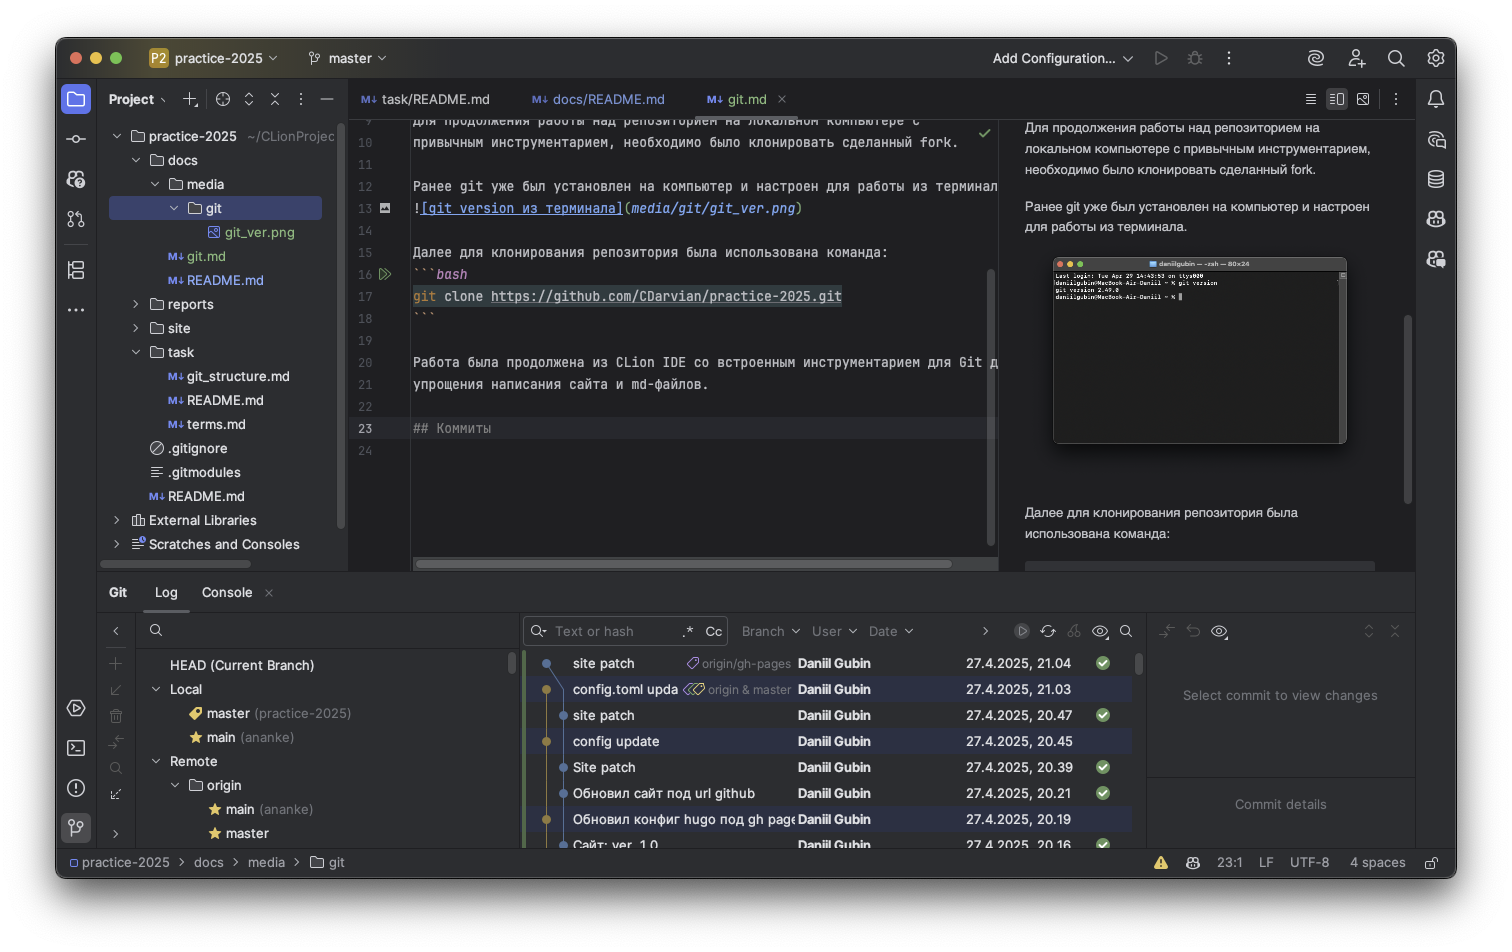 P2 practice-2025
master
Add Configuration...
Project
task/README.md
docs/README.md
git.md
practice-2025 ~/CLionProjec
docs
media
git
git_ver.png
git.md
README.md
reports
site
task
git_structure.md
README.md
terms.md
.gitignore
.gitmodules
README.md
External Libraries
Scratches and Consoles
9 Для продолжения работы над репозиторием на локальном компьютере с
10 привычным инструментарием, необходимо было клонировать сделанный fork.
11
12 Ранее git уже был установлен на компьютер и настроен для работы из терминал
13 ![git version из терминала](media/git/git_ver.png)
14
15 Далее для клонирования репозитория была использована команда:
16 ```bash
17 git clone https://github.com/CDarvian/practice-2025.git
18 ```
19
20 Работа была продолжена из CLion IDE со встроенным инструментарием для Git д
21 упрощения написания сайта и md-файлов.
22
23 ## Коммиты
24
Для продолжения работы над репозиторием на
локальном компьютере с привычным инструментарием,
необходимо было клонировать сделанный fork.
Ранее git уже был установлен на компьютер и настроен
для работы из терминала.
daniilgubin — -zsh — 80×24
Last login: Tue Apr 29 14:43:53 on ttys000
daniilgubin@MacBook-Air-Daniil ~ % git version
git version 2.49.0
daniilgubin@MacBook-Air-Daniil ~ %
Далее для клонирования репозитория была
использована команда:
Git
Log
Console
HEAD (Current Branch)
Local
master (practice-2025)
main (ananke)
Remote
origin
main (ananke)
master
Text or hash
.*
Cc
Branch
User
Date
site patch origin/gh-pages Daniil Gubin 27.4.2025, 21.04
config.toml upda origin & master Daniil Gubin 27.4.2025, 21.03
site patch Daniil Gubin 27.4.2025, 20.47
config update Daniil Gubin 27.4.2025, 20.45
Site patch Daniil Gubin 27.4.2025, 20.39
Обновил сайт под url github Daniil Gubin 27.4.2025, 20.21
Обновил конфиг hugo под gh page Daniil Gubin 27.4.2025, 20.19
Сайт: ver. 1.0 Daniil Gubin 27.4.2025, 20.16
Select commit to view changes
Commit details
practice-2025 > docs > media > git
23:1
LF
UTF-8
4 spaces